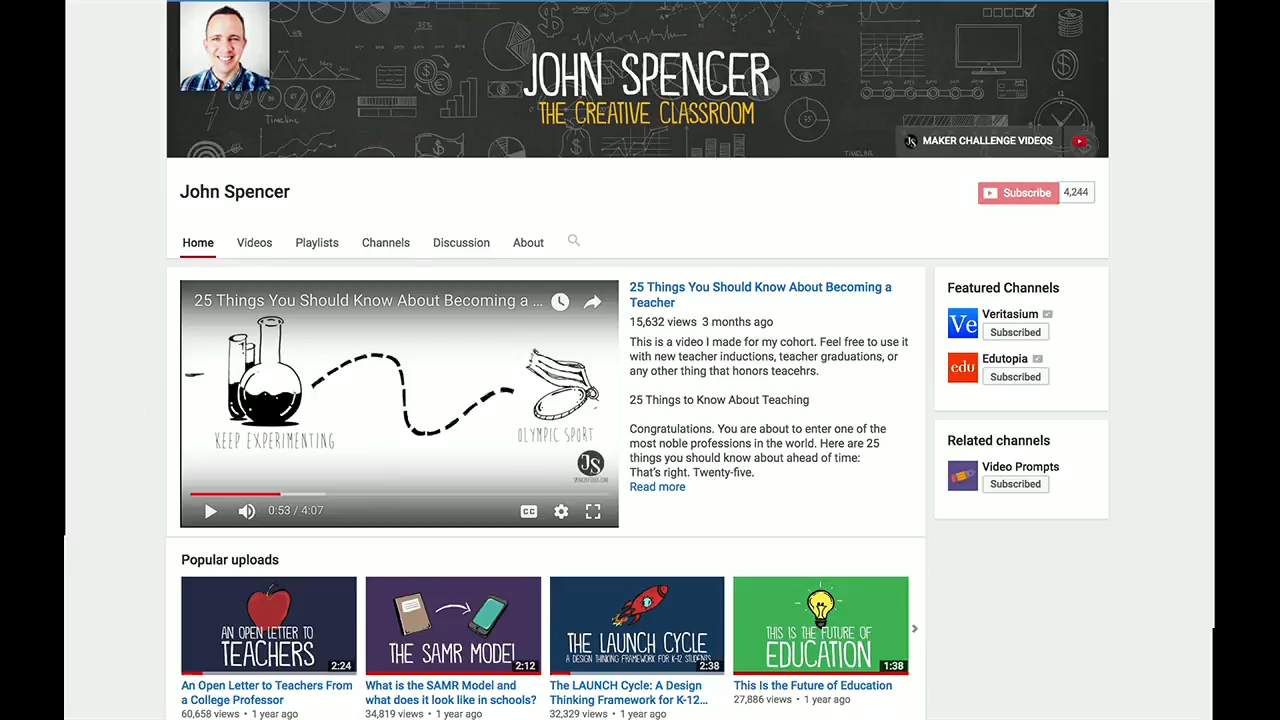 JOHN SPENCER
THE CREATIVE CLASSROOM
TIMELINE
TIMELINE
JS MAKER CHALLENGE VIDEOS
John Spencer
Subscribe 4,244
Home Videos Playlists Channels Discussion About
25 Things You Should Know About Becoming a ...
KEEP EXPERIMENTING
OLYMPIC SPORT
JS
0:53 / 4:07
CC
25 Things You Should Know About Becoming a
Teacher
15,632 views 3 months ago
This is a video I made for my cohort. Feel free to use it
with new teacher inductions, teacher graduations, or
any other thing that honors teacehrs.
25 Things to Know About Teaching
Congratulations. You are about to enter one of the
most noble professions in the world. Here are 25
things you should know about ahead of time:
That's right. Twenty-five.
Read more
Featured Channels
Ve
Veritasium
Subscribed
edu
Edutopia
Subscribed
Related channels
Video Prompts
Subscribed
Popular uploads
AN OPEN LETTER TO
TEACHERS
2:24
An Open Letter to Teachers From
a College Professor
60,658 views • 1 year ago
THE SAMR MODEL
2:12
What is the SAMR Model and
what does it look like in schools?
34,819 views • 1 year ago
THE LAUNCH CYCLE
A DESIGN THINKING FRAMEWORK FOR K-12 STUDENTS
2:38
The LAUNCH Cycle: A Design
Thinking Framework for K-12...
32,329 views • 1 year ago
THIS IS THE FUTURE OF
EDUCATION
1:38
This Is the Future of Education
27,886 views • 1 year ago